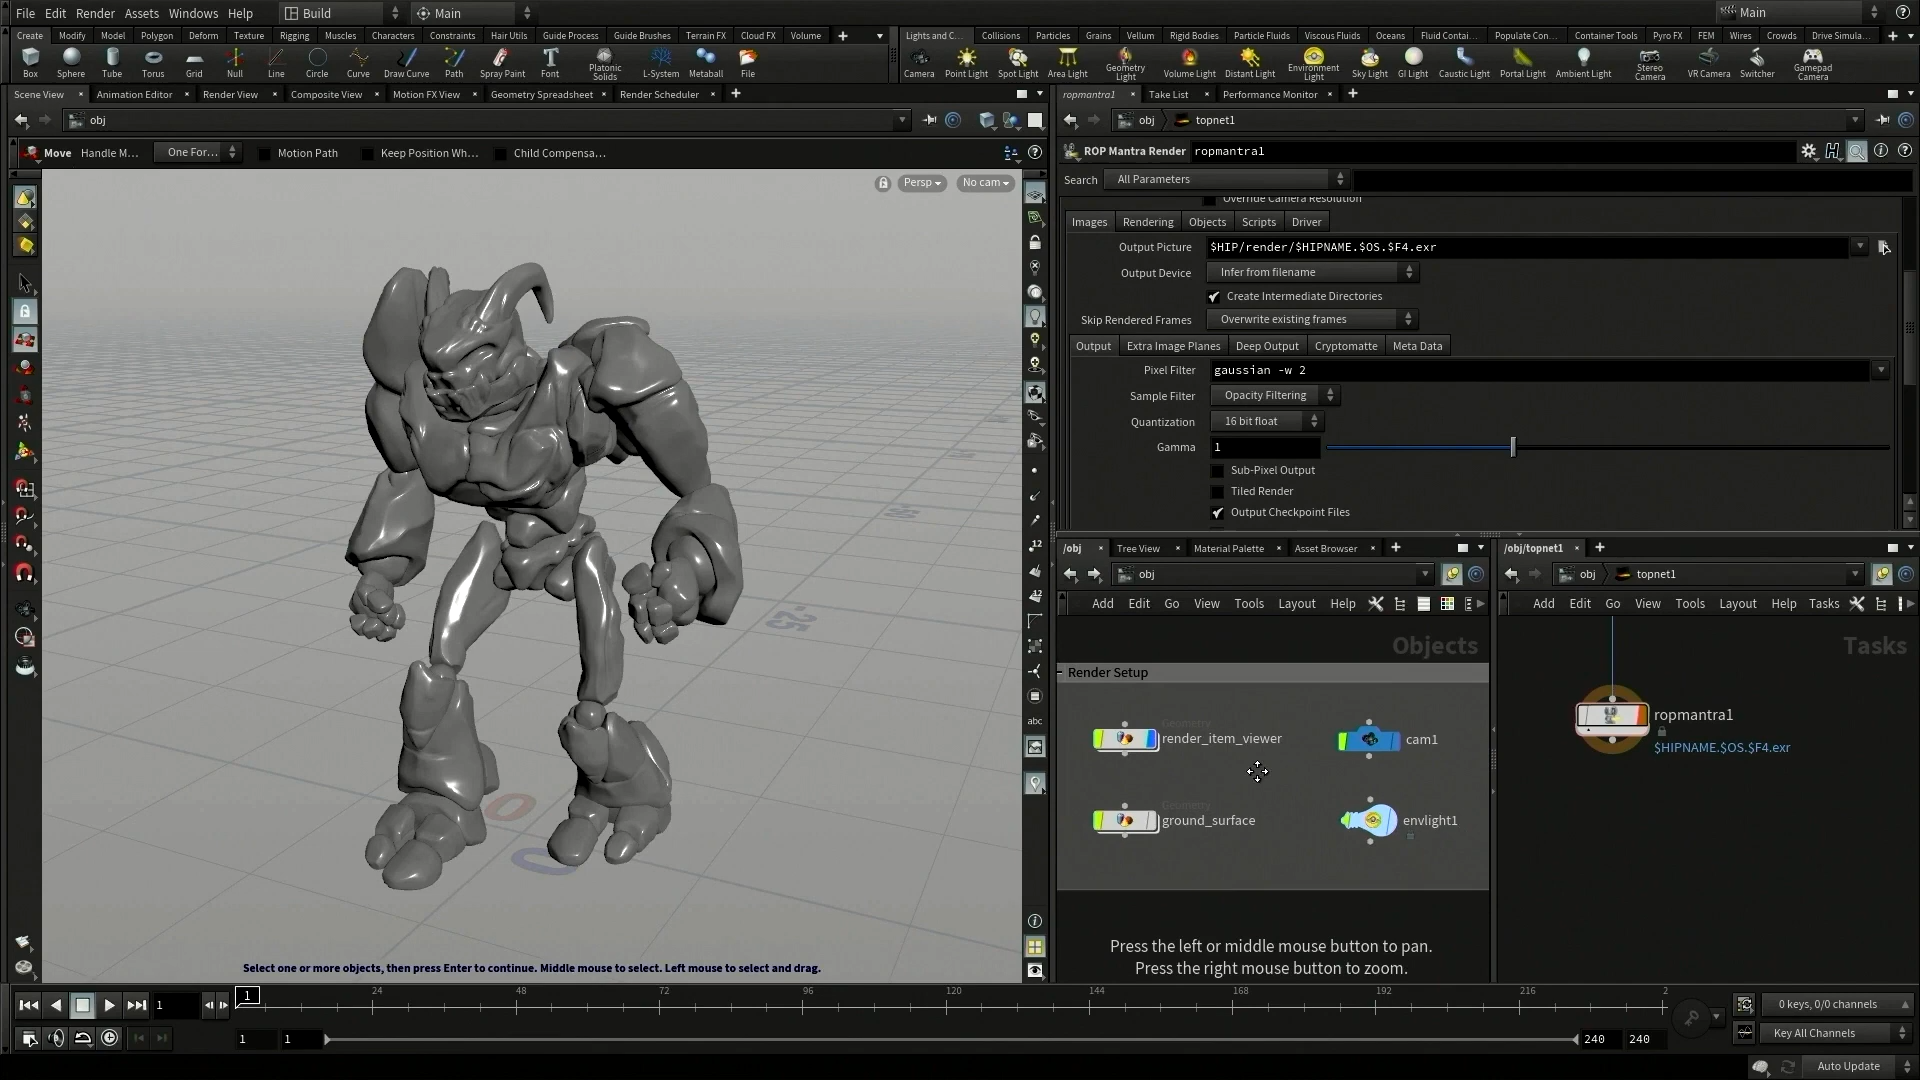 File Edit Render Assets Windows Help Build Main Main
Create Modify Model Polygon Deform Texture Rigging Muscles Characters Constraints Hair Utils Guide Process Guide Brushes Terrain FX Cloud FX Volume
Lights and C... Collisions Particles Grains Vellum Rigid Bodies Particle Fluids Viscous Fluids Oceans Fluid Contai... Populate Con... Container Tools Pyro FX FEM Wires Crowds Drive Simula...
Box Sphere Tube Torus Grid Null Line Circle Curve Draw Curve Path Spray Paint Font Platonic Solids L-System Metaball File
Camera Point Light Spot Light Area Light Geometry Light Volume Light Distant Light Environment Light Sky Light GI Light Caustic Light Portal Light Ambient Light Stereo Camera VR Camera Switcher Gamepad Camera
Scene View Animation Editor Render View Composite View Motion FX View Geometry Spreadsheet Render Scheduler
ropmantra1 Take List Performance Monitor
obj
obj topnet1
Move Handle M... One For... Motion Path Keep Position Wh... Child Compensa...
ROP Mantra Render ropmantra1
Search All Parameters
Persp No cam
Override Camera Resolution
Images Rendering Objects Scripts Driver
Output Picture $HIP/render/$HIPNAME.$OS.$F4.exr
Output Device Infer from filename
Create Intermediate Directories
Skip Rendered Frames Overwrite existing frames
Output Extra Image Planes Deep Output Cryptomatte Meta Data
Pixel Filter gaussian -w 2
Sample Filter Opacity Filtering
Quantization 16 bit float
Gamma 1
Sub-Pixel Output
Tiled Render
Output Checkpoint Files
/obj Tree View Material Palette Asset Browser
/obj/topnet1
obj
obj topnet1
Add Edit Go View Tools Layout Help
Add Edit Go View Tools Layout Help Tasks
Objects
Tasks
Render Setup
Geometry
render_item_viewer
cam1
ropmantra1
$HIPNAME.$OS.$F4.exr
Geometry
ground_surface
envlight1
12
12
abc
Press the left or middle mouse button to pan.
Press the right mouse button to zoom.
Select one or more objects, then press Enter to continue. Middle mouse to select. Left mouse to select and drag.
1 1 24 48 72 96 120 144 168 192 216 2
0 keys, 0/0 channels
1 1 240 240
Key All Channels
Auto Update